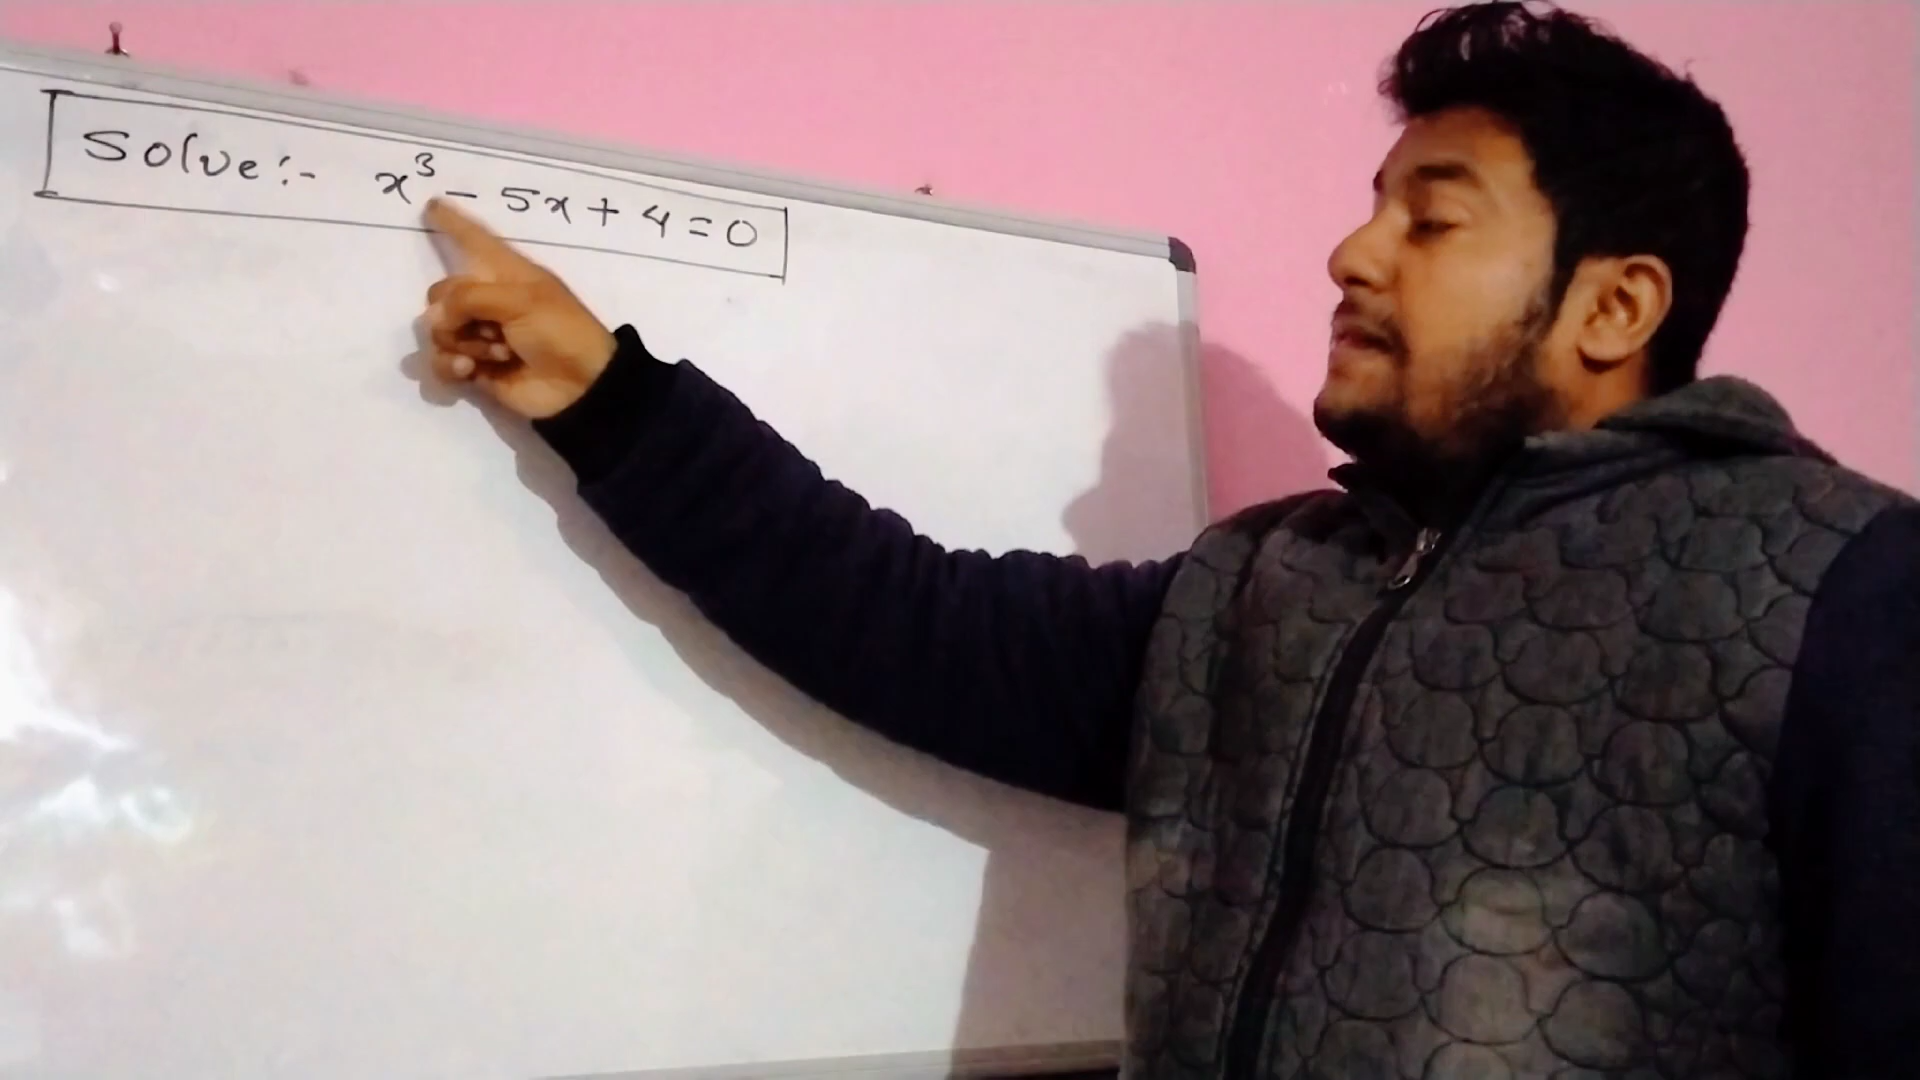 Solve:- x³ - 5x + 4 = 0